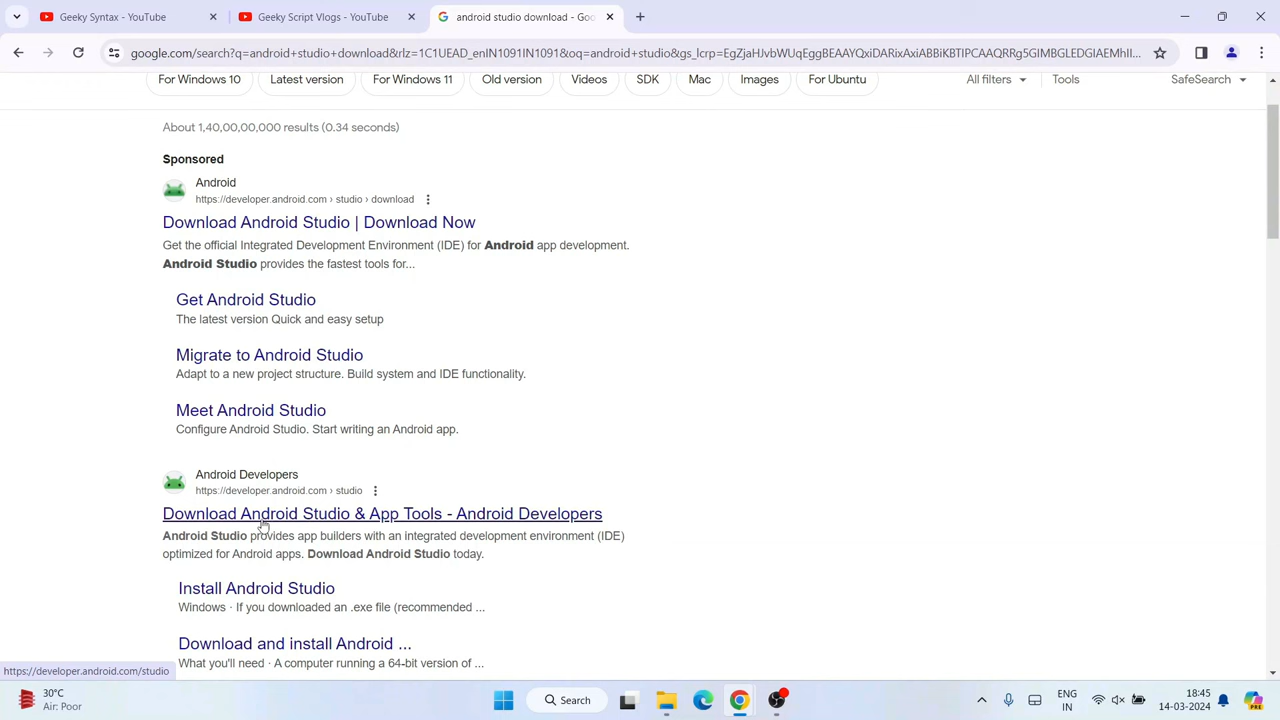 Geeky Syntax - YouTube
Geeky Script Vlogs - YouTube
android studio download - Goo
google.com/search?q=android+studio+download&rlz=1C1UEAD_enIN1091IN1091&oq=android+studio&gs_lcrp=EgZjaHJvbWUqEggBEAAYQxiDARixAxiABBiKBTIPCAAQRRg5GIMBGLEDGIAEMhII...
For Windows 10
Latest version
For Windows 11
Old version
Videos
SDK
Mac
Images
For Ubuntu
All filters
Tools
SafeSearch
About 1,40,00,00,000 results (0.34 seconds)
Sponsored
Android
https://developer.android.com › studio › download
Download Android Studio | Download Now
Get the official Integrated Development Environment (IDE) for Android app development.
Android Studio provides the fastest tools for...
Get Android Studio
The latest version Quick and easy setup
Migrate to Android Studio
Adapt to a new project structure. Build system and IDE functionality.
Meet Android Studio
Configure Android Studio. Start writing an Android app.
Android Developers
https://developer.android.com › studio
Download Android Studio & App Tools - Android Developers
Android Studio provides app builders with an integrated development environment (IDE)
optimized for Android apps. Download Android Studio today.
Install Android Studio
Windows · If you downloaded an .exe file (recommended ...
Download and install Android ...
What you'll need · A computer running a 64-bit version of ...
https://developer.android.com/studio
30°C
Air: Poor
Search
ENG
IN
18:45
14-03-2024
PRE